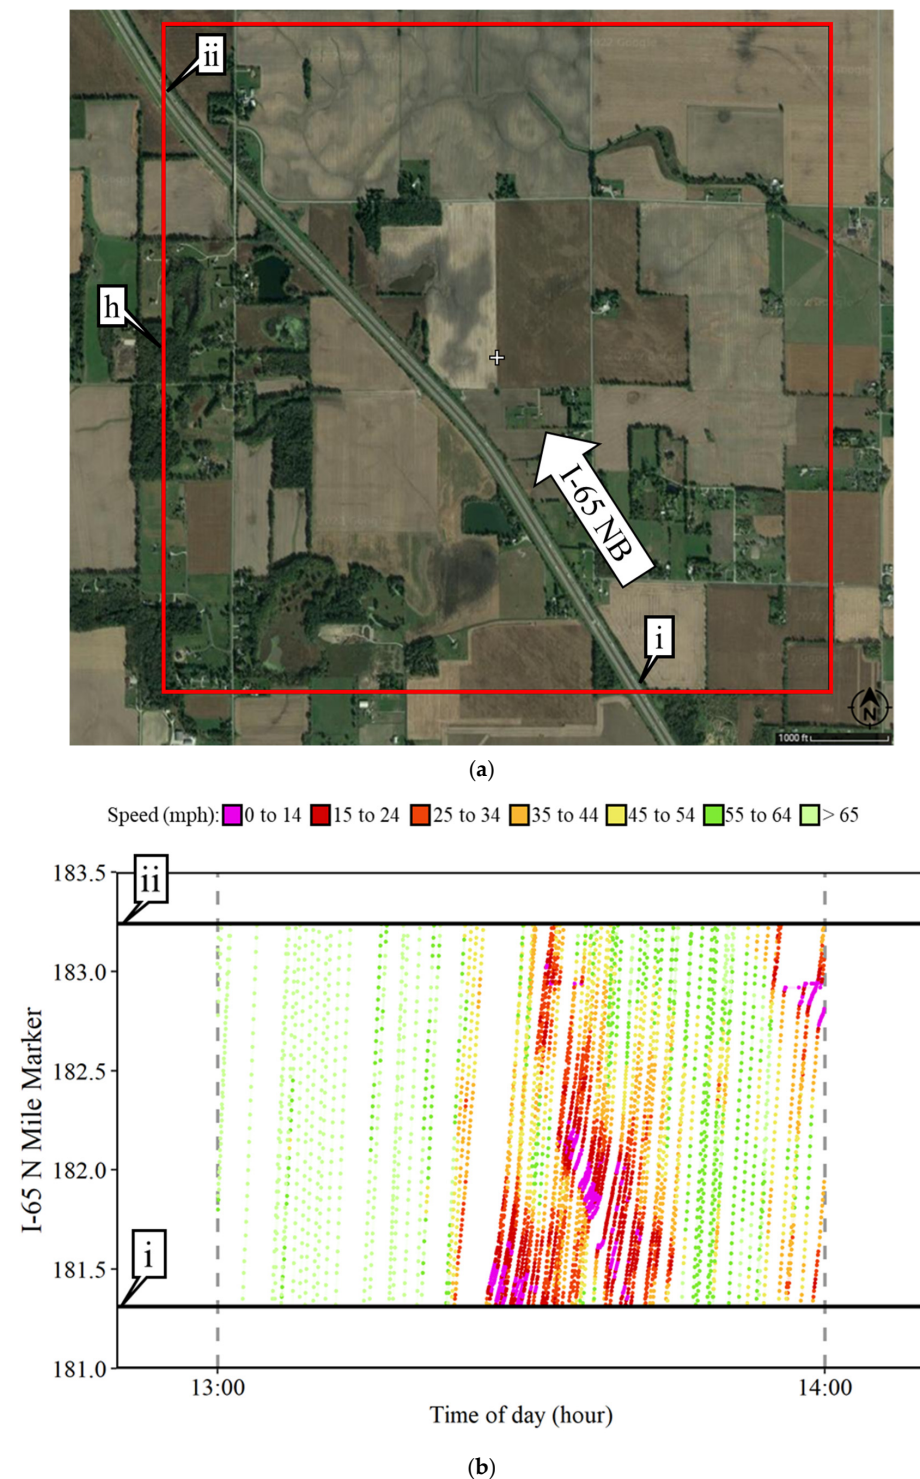 ii
h
I-65 NB
i
N
1000 ft
(a)
Speed (mph): 0 to 14 15 to 24 25 to 34 35 to 44 45 to 54 55 to 64 > 65
183.5
ii
183.0
182.5
182.0
181.5
i
181.0
I-65 N Mile Marker
13:00 14:00
Time of day (hour)
(b)